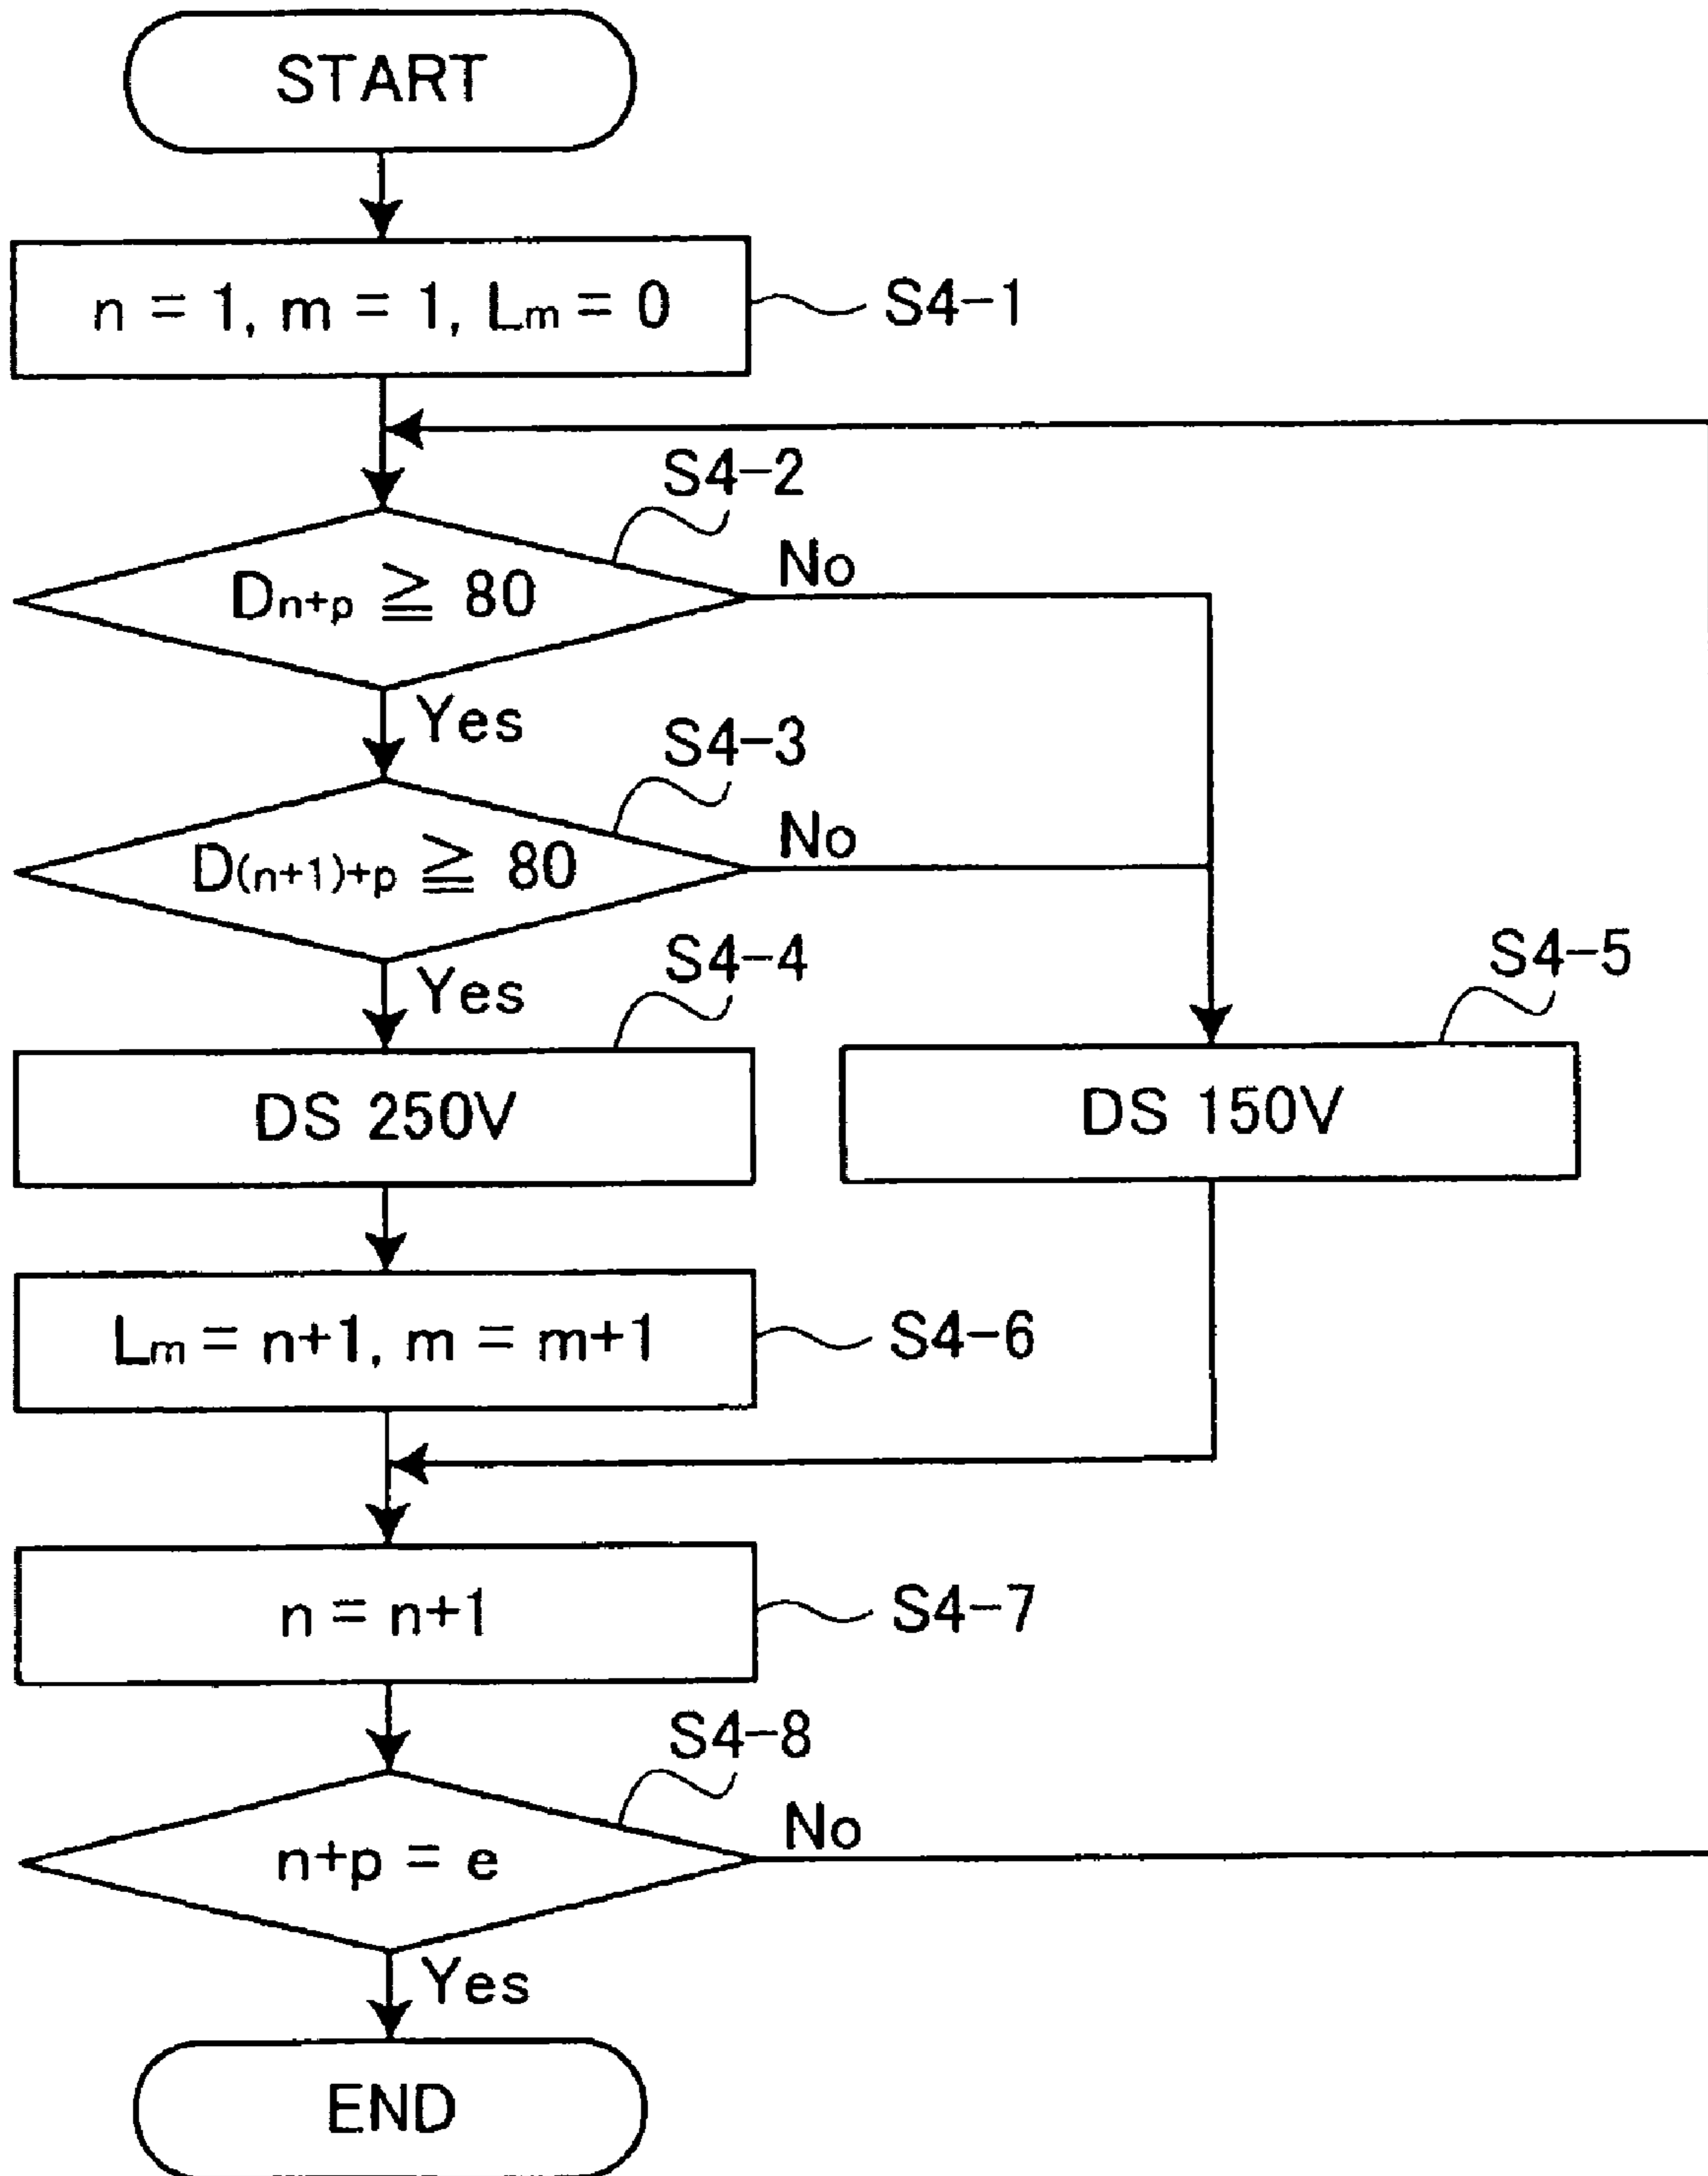 START
n = 1, m = 1, Lm = 0
S4-1
S4-2
Dn+p ≧ 80
No
Yes
S4-3
D(n+1)+p ≧ 80
No
Yes
S4-4
DS 250V
S4-5
DS 150V
Lm = n+1, m = m+1
S4-6
n = n+1
S4-7
S4-8
n+p = e
No
Yes
END